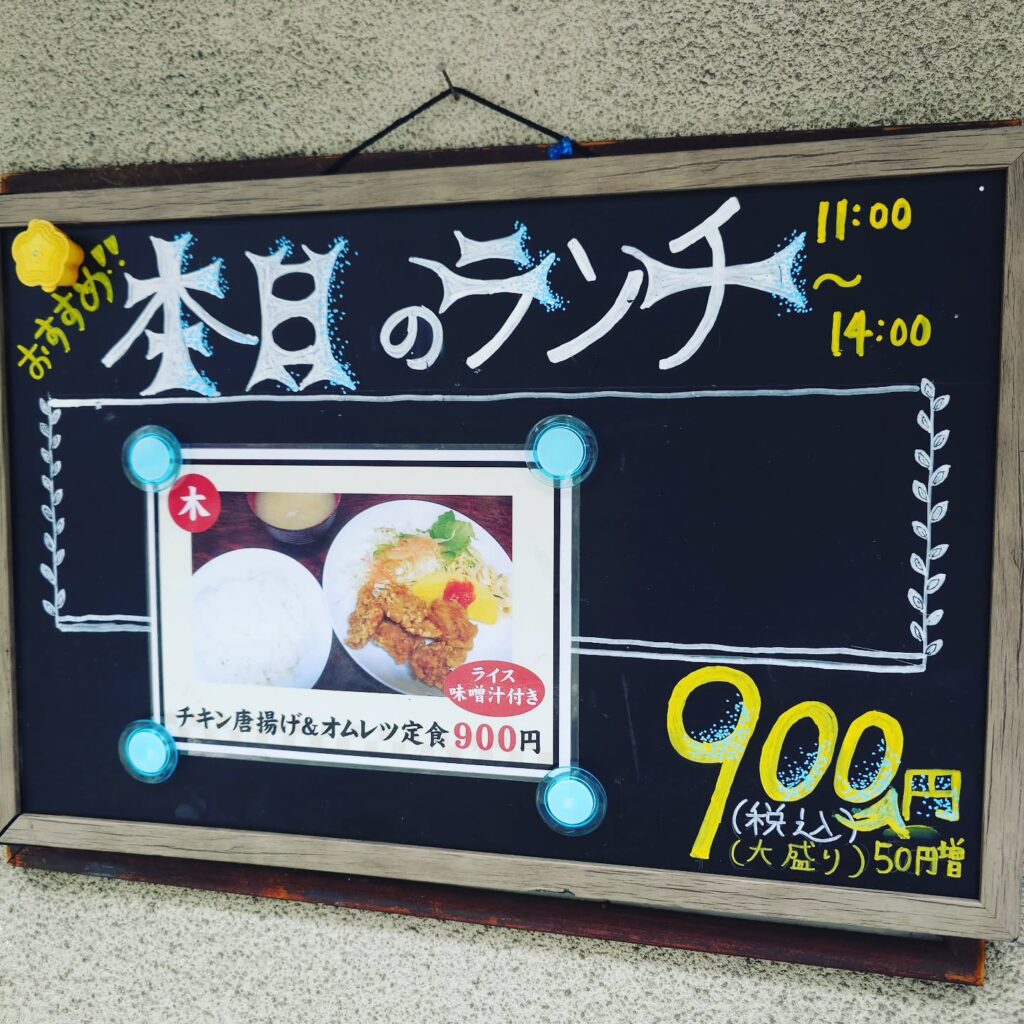 おすすめ!!
本日のランチ
11:00
～
14:00
木
ライス
味噌汁付き
チキン唐揚げ&オムレツ定食 900円
900円
(税込)
(大盛り)50円増